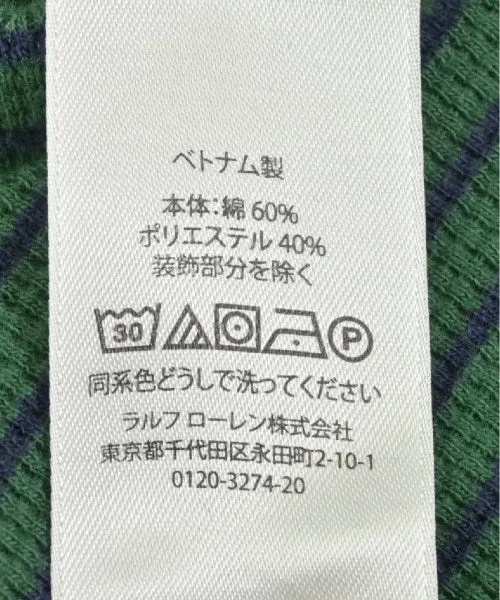 ベトナム製
本体:綿 60%
ポリエステル 40%
装飾部分を除く
30 P
同系色どうしで洗ってください
ラルフ ローレン株式会社
東京都千代田区永田町2-10-1
0120-3274-20